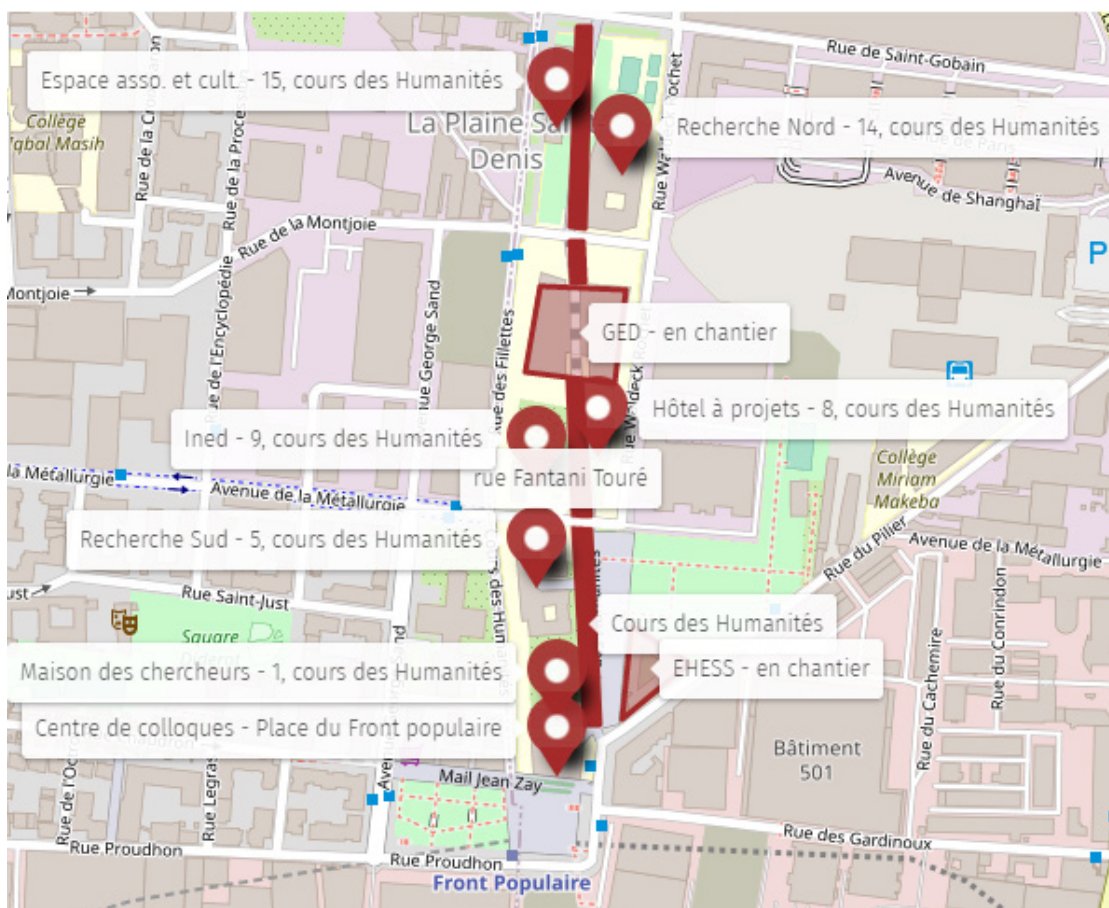 Rue de Saint-Gobain
Espace asso. et cult. - 15, cours des Humanités
Collège
Iqbal Masih
La Plaine Sa
Denis
Recherche Nord - 14, cours des Humanités
Avenue de Shanghaï
Rue de la Montjoie
Montjoie
P
Rue de la Procession
Rue de l'Encyclopédie
Avenue George Sand
Rue des Fillettes
GED - en chantier
Hôtel à projets - 8, cours des Humanités
Ined - 9, cours des Humanités
rue Fantani Touré
la Métallurgie
Avenue de la Métallurgie
Collège
Miriam
Makeba
Recherche Sud - 5, cours des Humanités
Rue du Pilier
Avenue de la Métallurgie
Rue Saint-Just
Square
Cours des Humanités
Maison des chercheurs - 1, cours des Humanités
EHESS - en chantier
Rue du Cachemire
Rue du Conrindon
Centre de colloques - Place du Front populaire
Bâtiment
501
Mail Jean Zay
Rue des Gardinoux
Rue Proudhon
Rue Proudhon
Front Populaire